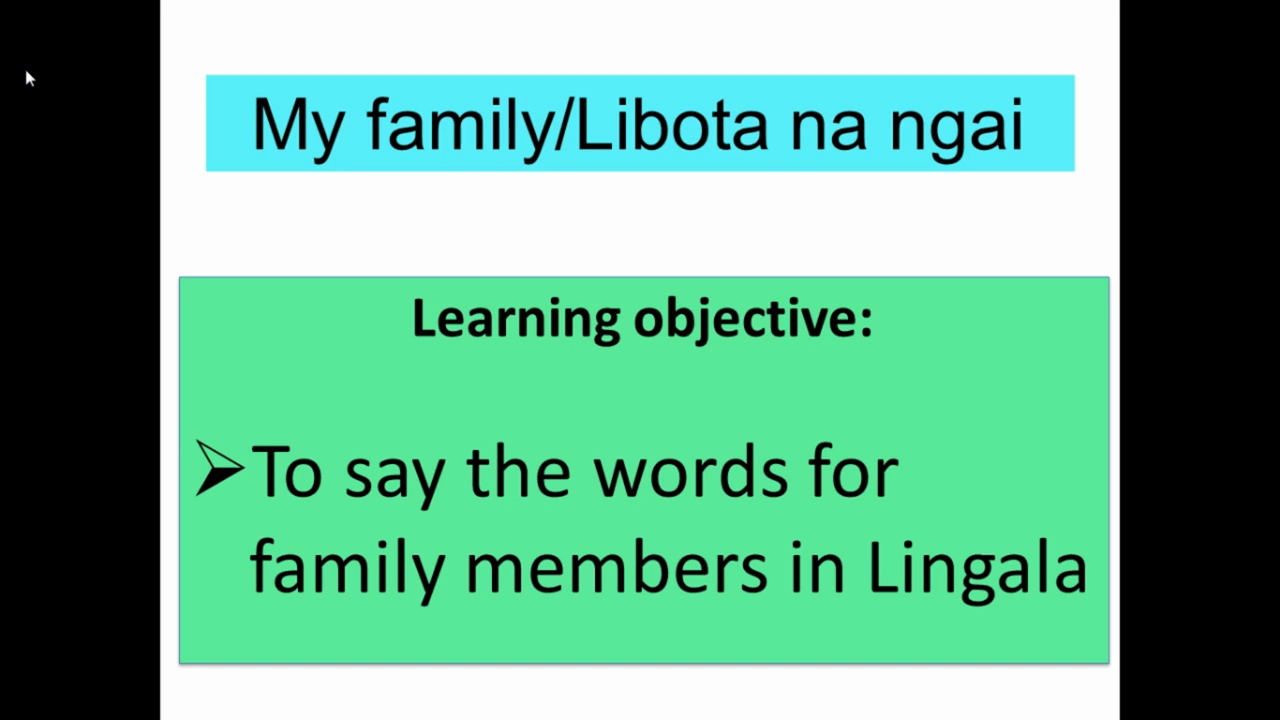 My family/Libota na ngai
Learning objective:
➢To say the words for
family members in Lingala